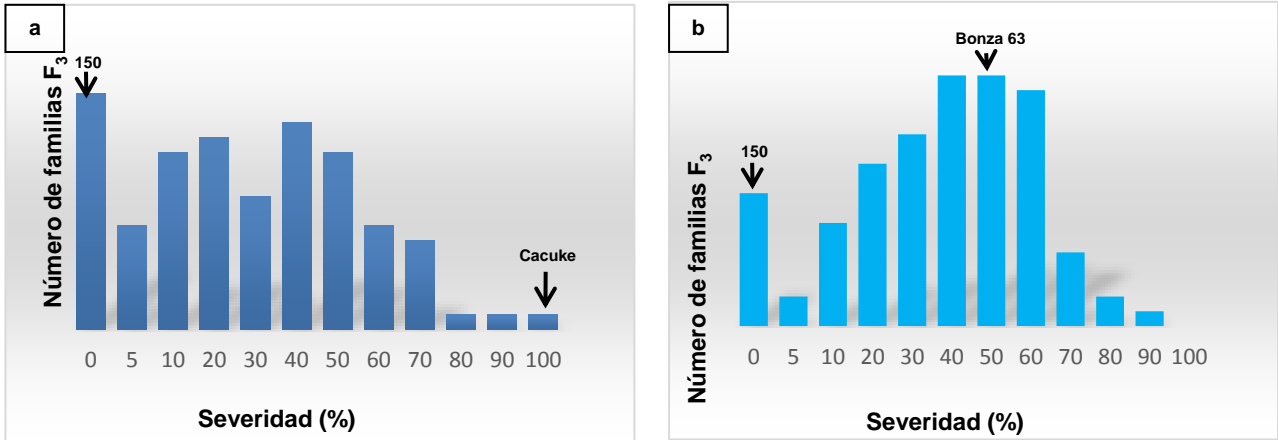 a
Número de familias F3
150
Cacuke
0 5 10 20 30 40 50 60 70 80 90 100
Severidad (%)
b
Número de familias F3
150
Bonza 63
0 5 10 20 30 40 50 60 70 80 90 100
Severidad (%)